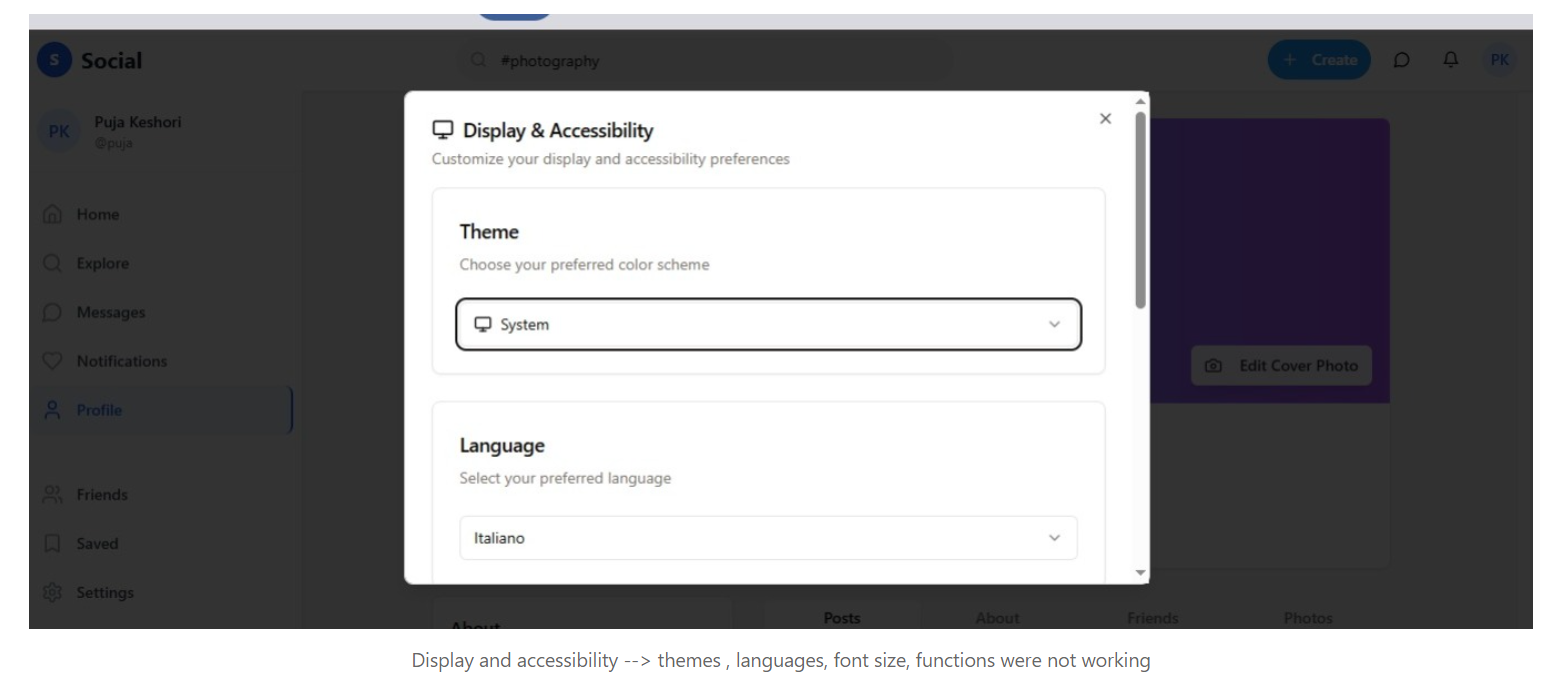 S Social
#photography
+ Create
PK
PK
Puja Keshori
@puja
Home
Explore
Messages
Notifications
Profile
Friends
Saved
Settings
Display & Accessibility
Customize your display and accessibility preferences
Theme
Choose your preferred color scheme
System
Language
Select your preferred language
Italiano
Edit Cover Photo
About
Posts About Friends Photos
Display and accessibility --> themes , languages, font size, functions were not working